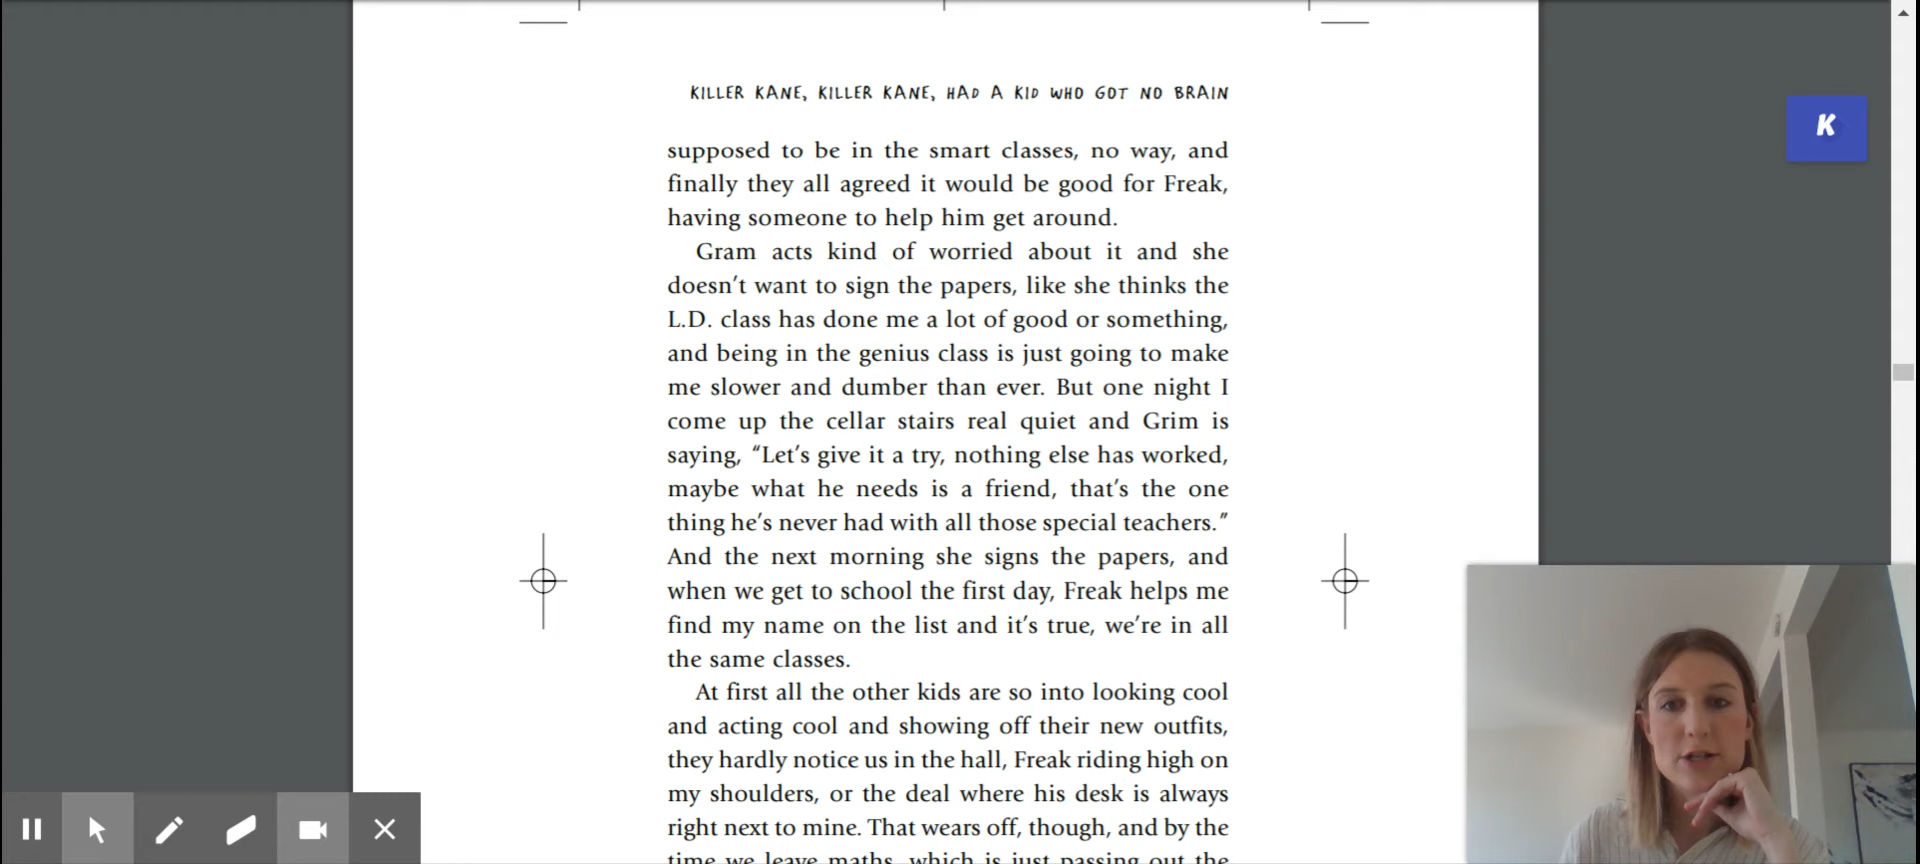 KILLER KANE, KILLER KANE, HAD A KID WHO GOT NO BRAIN
K
supposed to be in the smart classes, no way, and
finally they all agreed it would be good for Freak,
having someone to help him get around.
Gram acts kind of worried about it and she
doesn’t want to sign the papers, like she thinks the
L.D. class has done me a lot of good or something,
and being in the genius class is just going to make
me slower and dumber than ever. But one night I
come up the cellar stairs real quiet and Grim is
saying, “Let’s give it a try, nothing else has worked,
maybe what he needs is a friend, that’s the one
thing he’s never had with all those special teachers.”
And the next morning she signs the papers, and
when we get to school the first day, Freak helps me
find my name on the list and it’s true, we’re in all
the same classes.
At first all the other kids are so into looking cool
and acting cool and showing off their new outfits,
they hardly notice us in the hall, Freak riding high on
my shoulders, or the deal where his desk is always
right next to mine. That wears off, though, and by the
time we leave maths, which is just passing out the